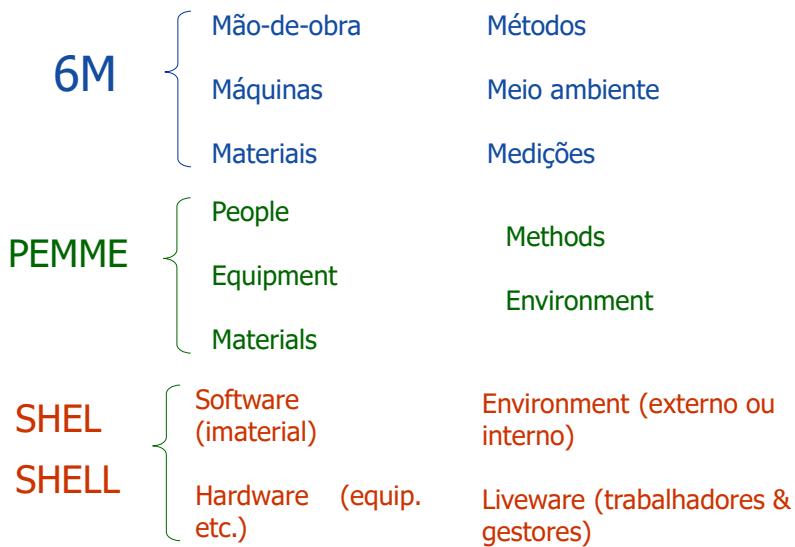 6M
Mão-de-obra
Métodos
Máquinas
Meio ambiente
Materiais
Medições
PEMME
People
Methods
Equipment
Environment
Materials
SHEL
SHELL
Software
(imaterial)
Environment (externo ou
interno)
Hardware (equip.
etc.)
Liveware (trabalhadores &
gestores)